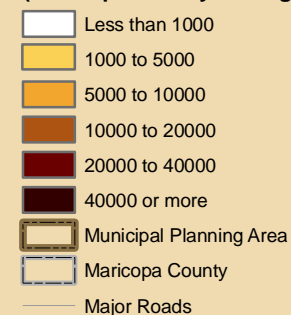 Less than 1000
1000 to 5000
5000 to 10000
10000 to 20000
20000 to 40000
40000 or more
Municipal Planning Area
Maricopa County
Major Roads